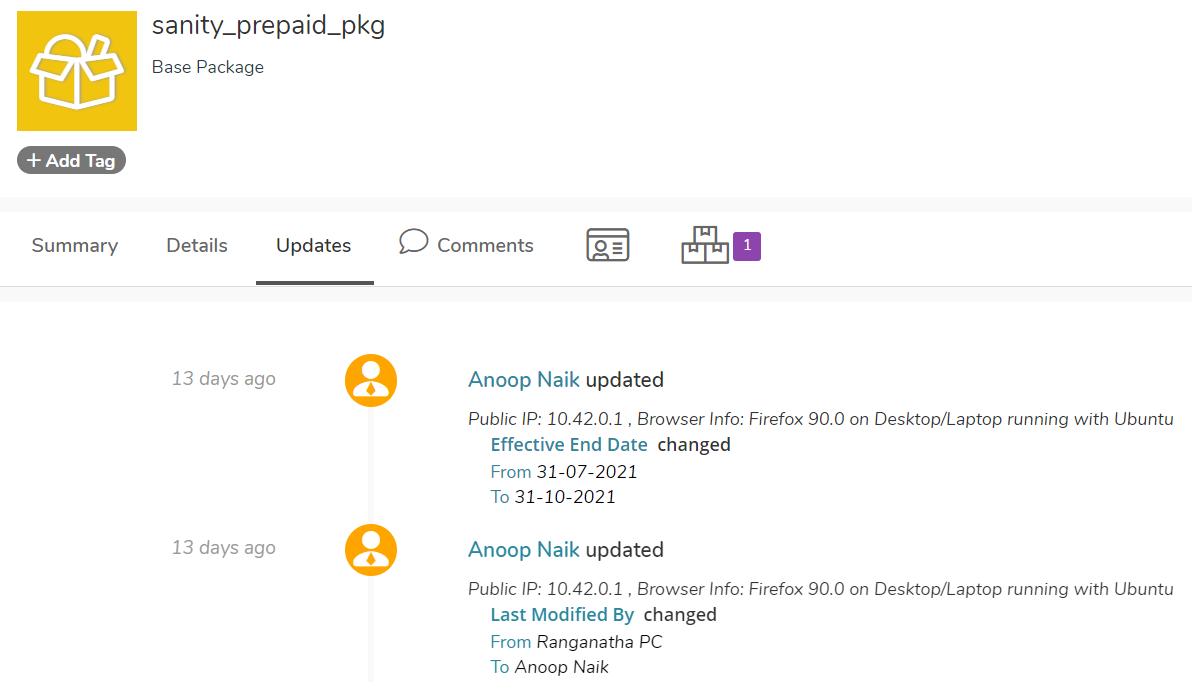 sanity_prepaid_pkg
Base Package
+ Add Tag
Summary
Details
Updates
Comments
1
13 days ago
Anoop Naik updated
Public IP: 10.42.0.1 , Browser Info: Firefox 90.0 on Desktop/Laptop running with Ubuntu
Effective End Date changed
From 31-07-2021
To 31-10-2021
13 days ago
Anoop Naik updated
Public IP: 10.42.0.1 , Browser Info: Firefox 90.0 on Desktop/Laptop running with Ubuntu
Last Modified By changed
From Ranganatha PC
To Anoop Naik